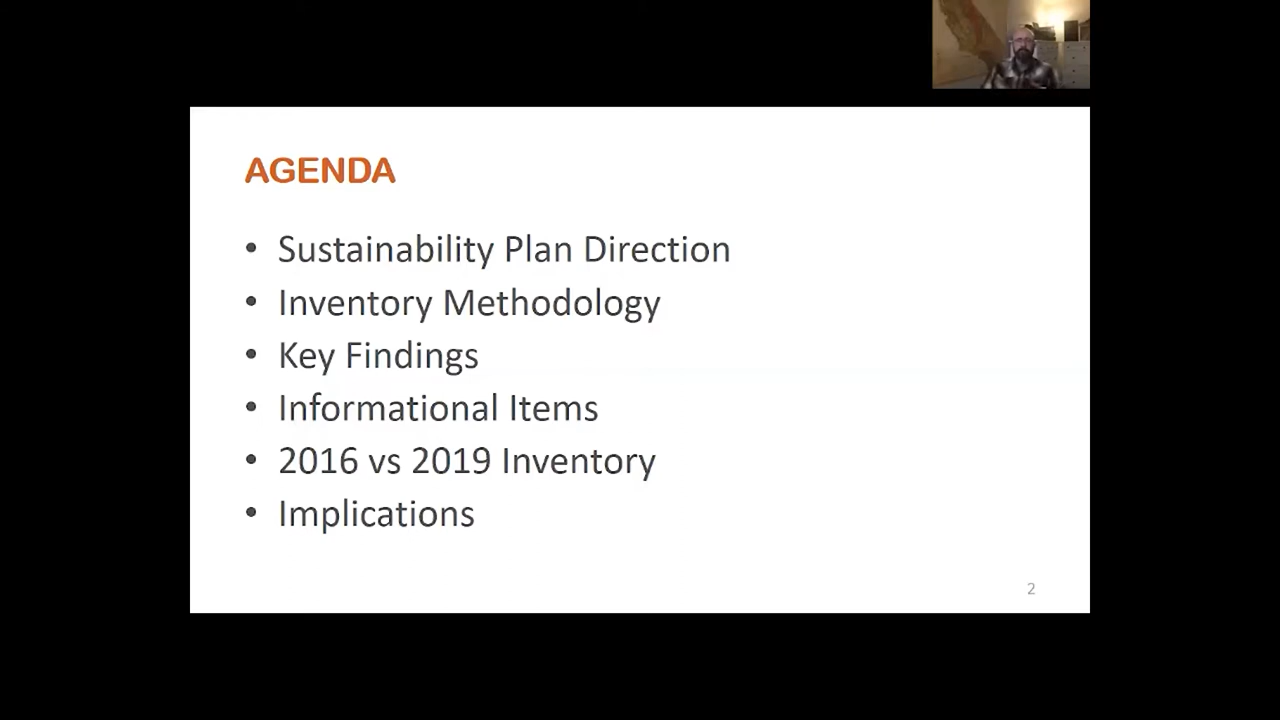 AGENDA
• Sustainability Plan Direction
• Inventory Methodology
• Key Findings
• Informational Items
• 2016 vs 2019 Inventory
• Implications
2